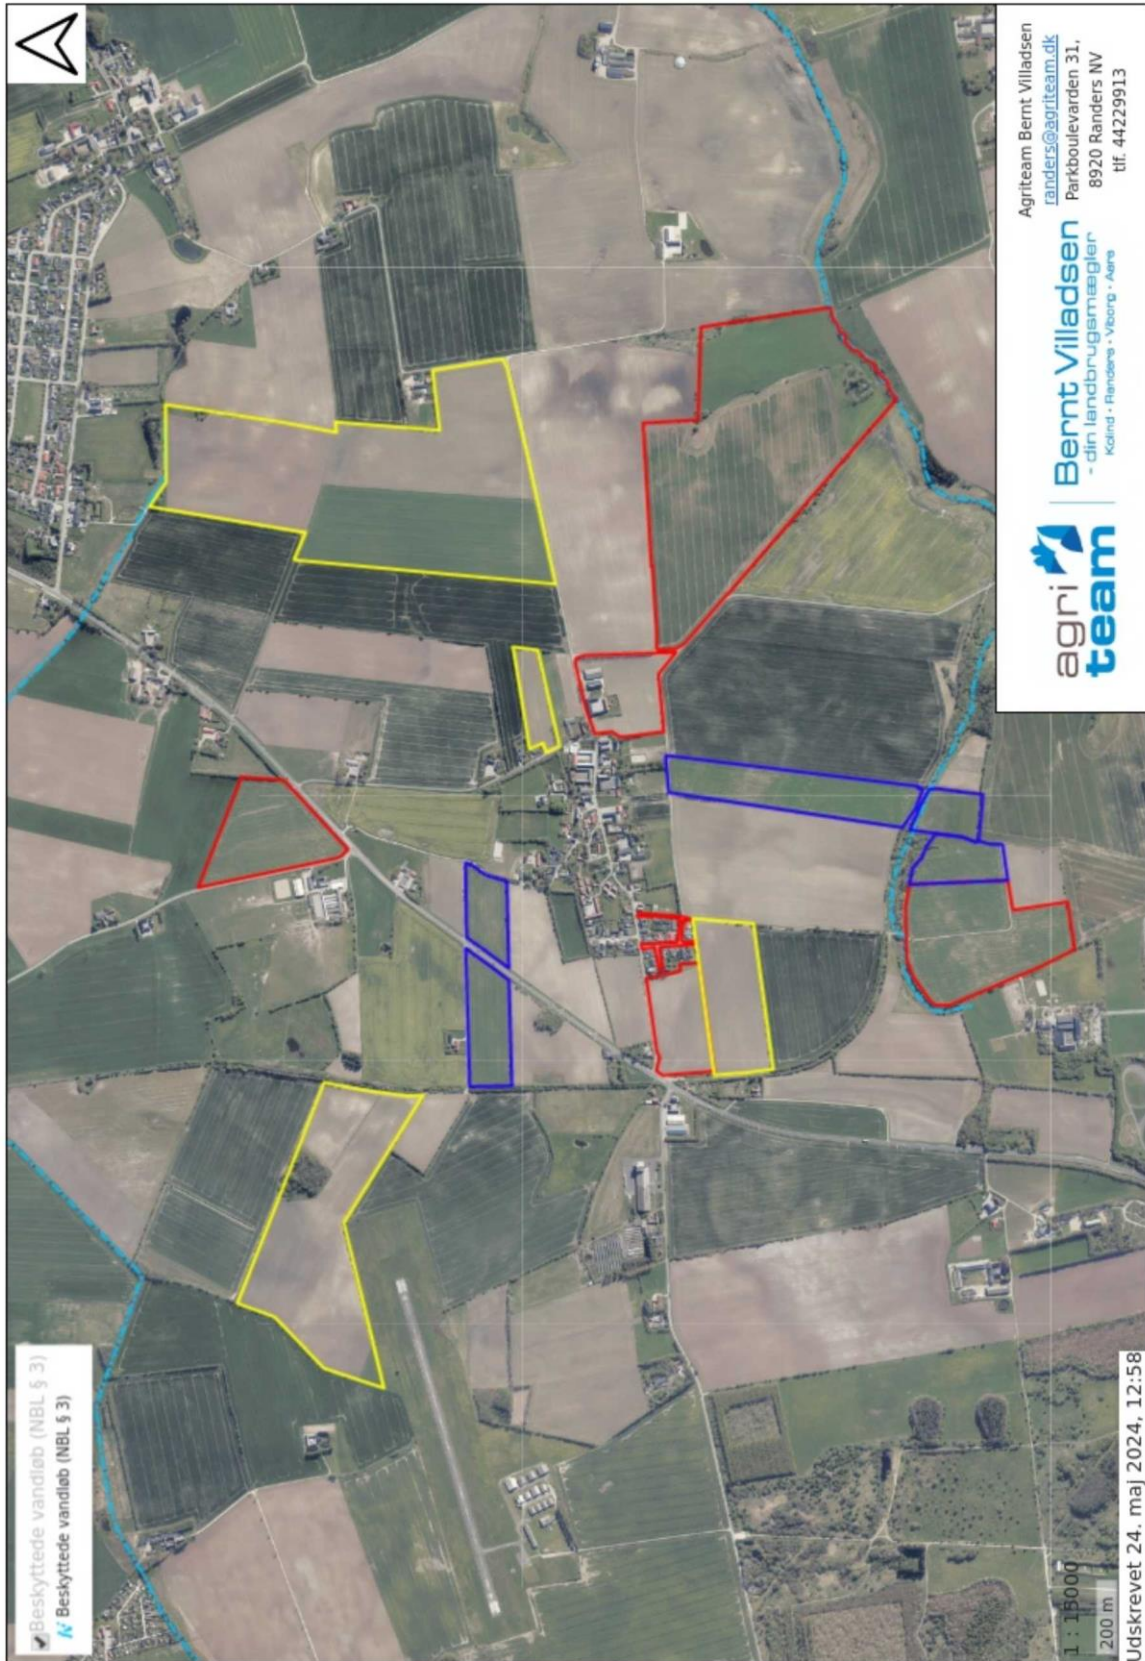 Beskyttede vandløb (NBL § 3)
Beskyttede vandløb (NBL § 3)
1 : 15000
200 m
Udskrevet 24. maj 2024, 12:58
agri
team
Bernt Villadsen
- din landbrugsmægler
Kolind · Randers · Viborg · Aars
Agriteam Bernt Villadsen
randers@agriteam.dk
Parkboulevarden 31,
8920 Randers NV
tlf. 44229913